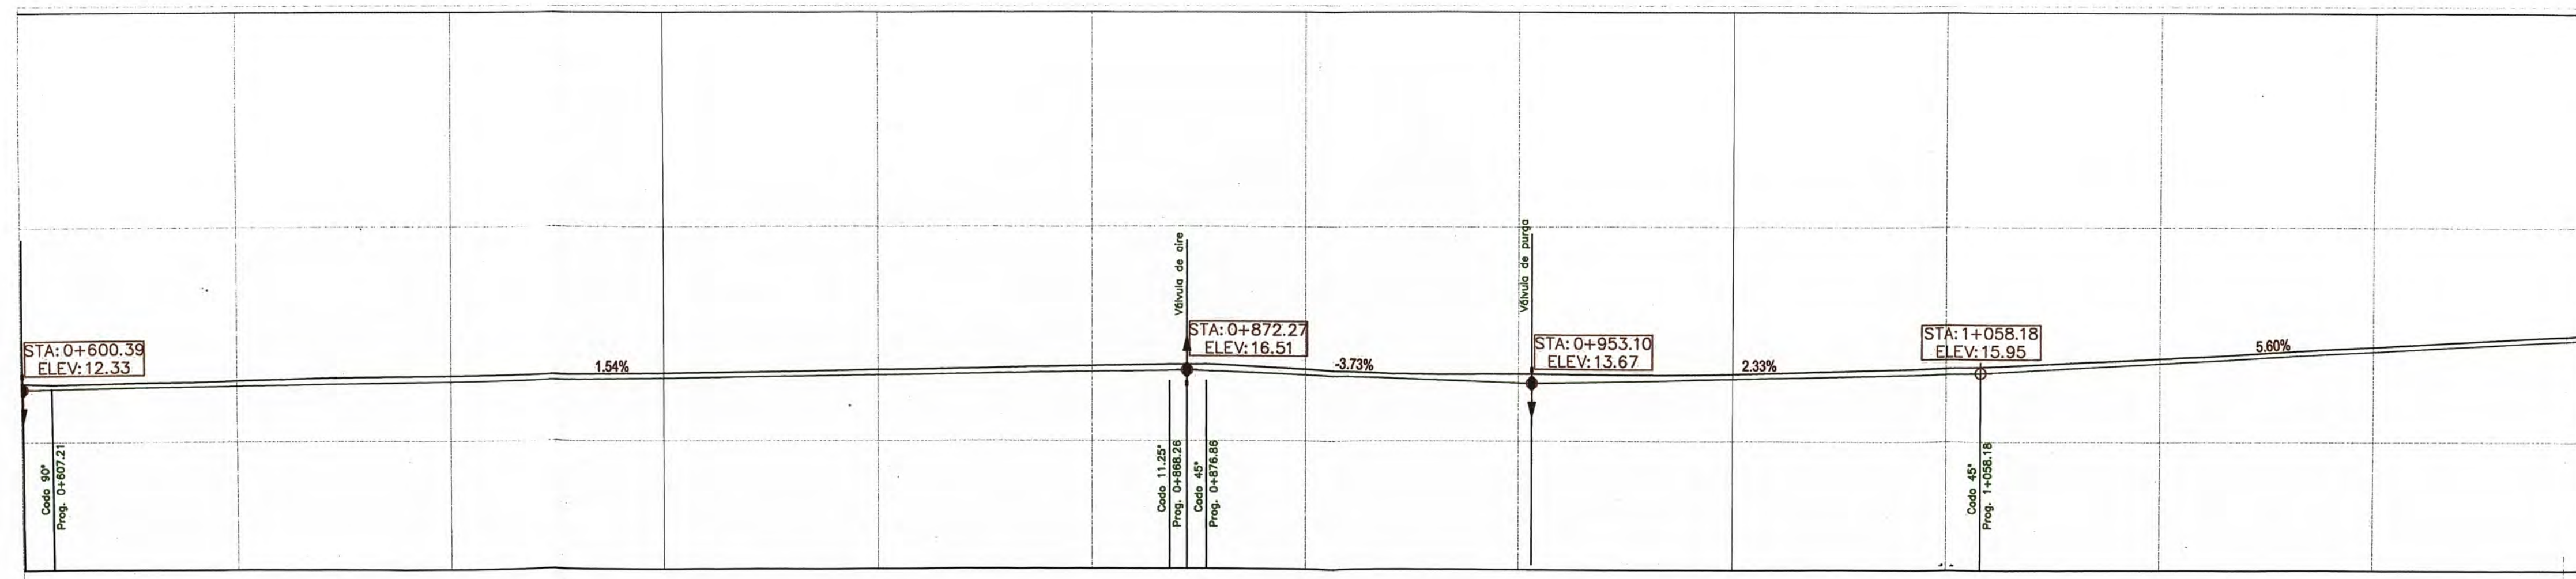 STA: 0+600.39
ELEV: 12.33
Codo 90°
Prog. 0+607.21
1.54%
Válvula de aire
STA: 0+872.27
ELEV: 16.51
Codo 11.25°
Prog. 0+868.26
Codo 45°
Prog. 0+876.86
-3.73%
Válvula de purga
STA: 0+953.10
ELEV: 13.67
2.33%
STA: 1+058.18
ELEV: 15.95
Codo 45°
Prog. 1+058.18
5.60%